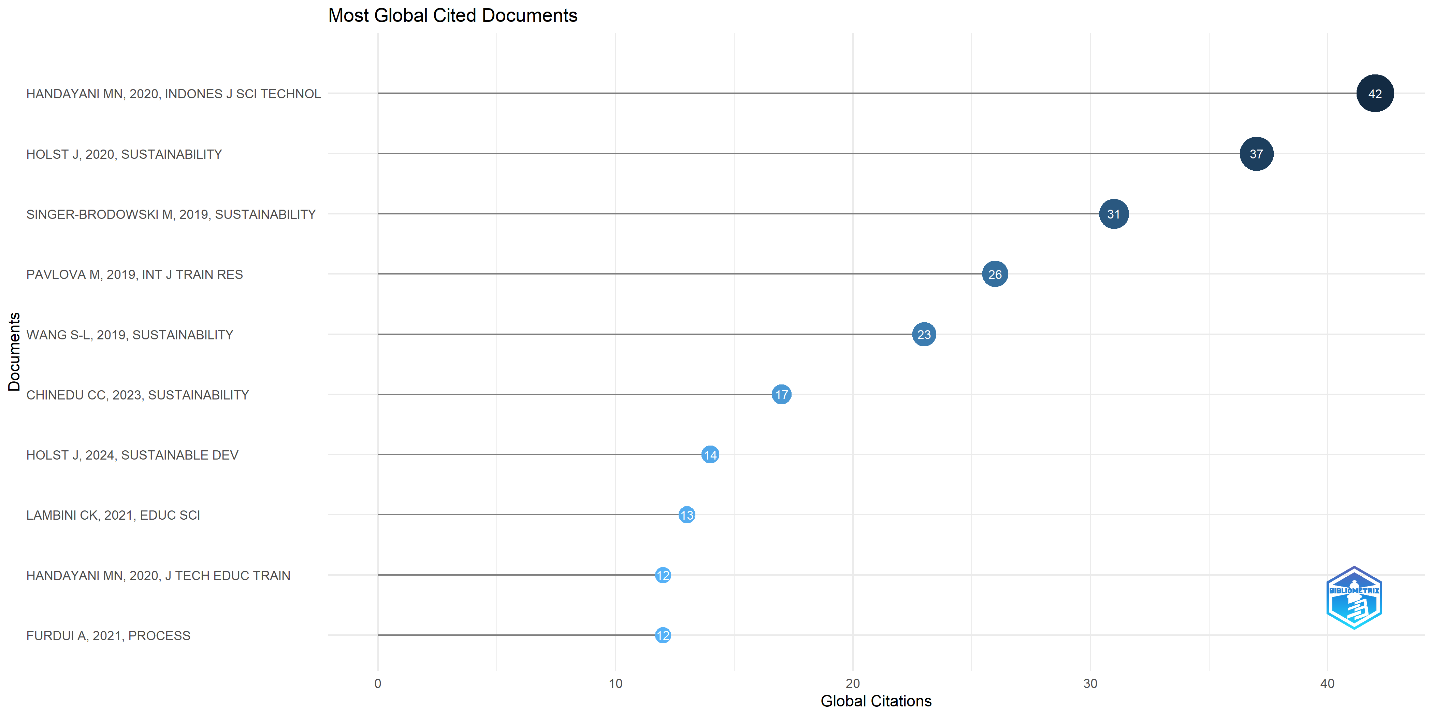 Most Global Cited Documents
HANDAYANI MN, 2020, INDONES J SCI TECHNOL
42
HOLST J, 2020, SUSTAINABILITY
37
SINGER-BRODOWSKI M, 2019, SUSTAINABILITY
31
PAVLOVA M, 2019, INT J TRAIN RES
26
WANG S-L, 2019, SUSTAINABILITY
23
Documents
CHINEDU CC, 2023, SUSTAINABILITY
17
HOLST J, 2024, SUSTAINABLE DEV
14
LAMBINI CK, 2021, EDUC SCI
13
HANDAYANI MN, 2020, J TECH EDUC TRAIN
12
BIBLIOMETRIX
FURDUI A, 2021, PROCESS
12
0 10 20 30 40
Global Citations